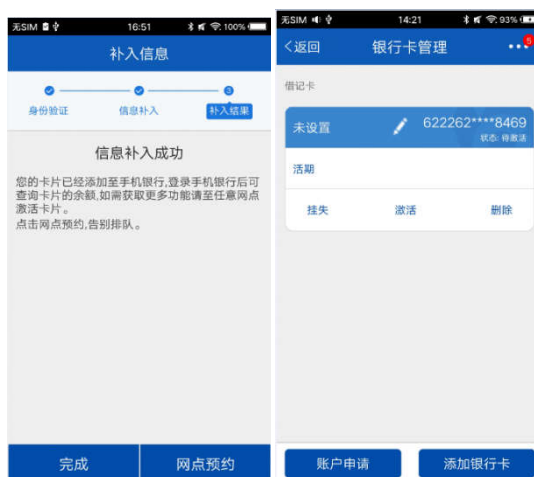 无SIM 16:51 100%
补入信息
3
身份验证 信息补入 补入结果
信息补入成功
您的卡片已经添加至手机银行,登录手机银行后可
查询卡片的余额,如需获取更多功能请至任意网点
激活卡片。
点击网点预约,告别排队。
完成 网点预约
无SIM 14:21 93%
<返回 银行卡管理 ••• 5
借记卡
未设置 622262****8469
状态: 待激活
活期
挂失 激活 删除
账户申请 添加银行卡